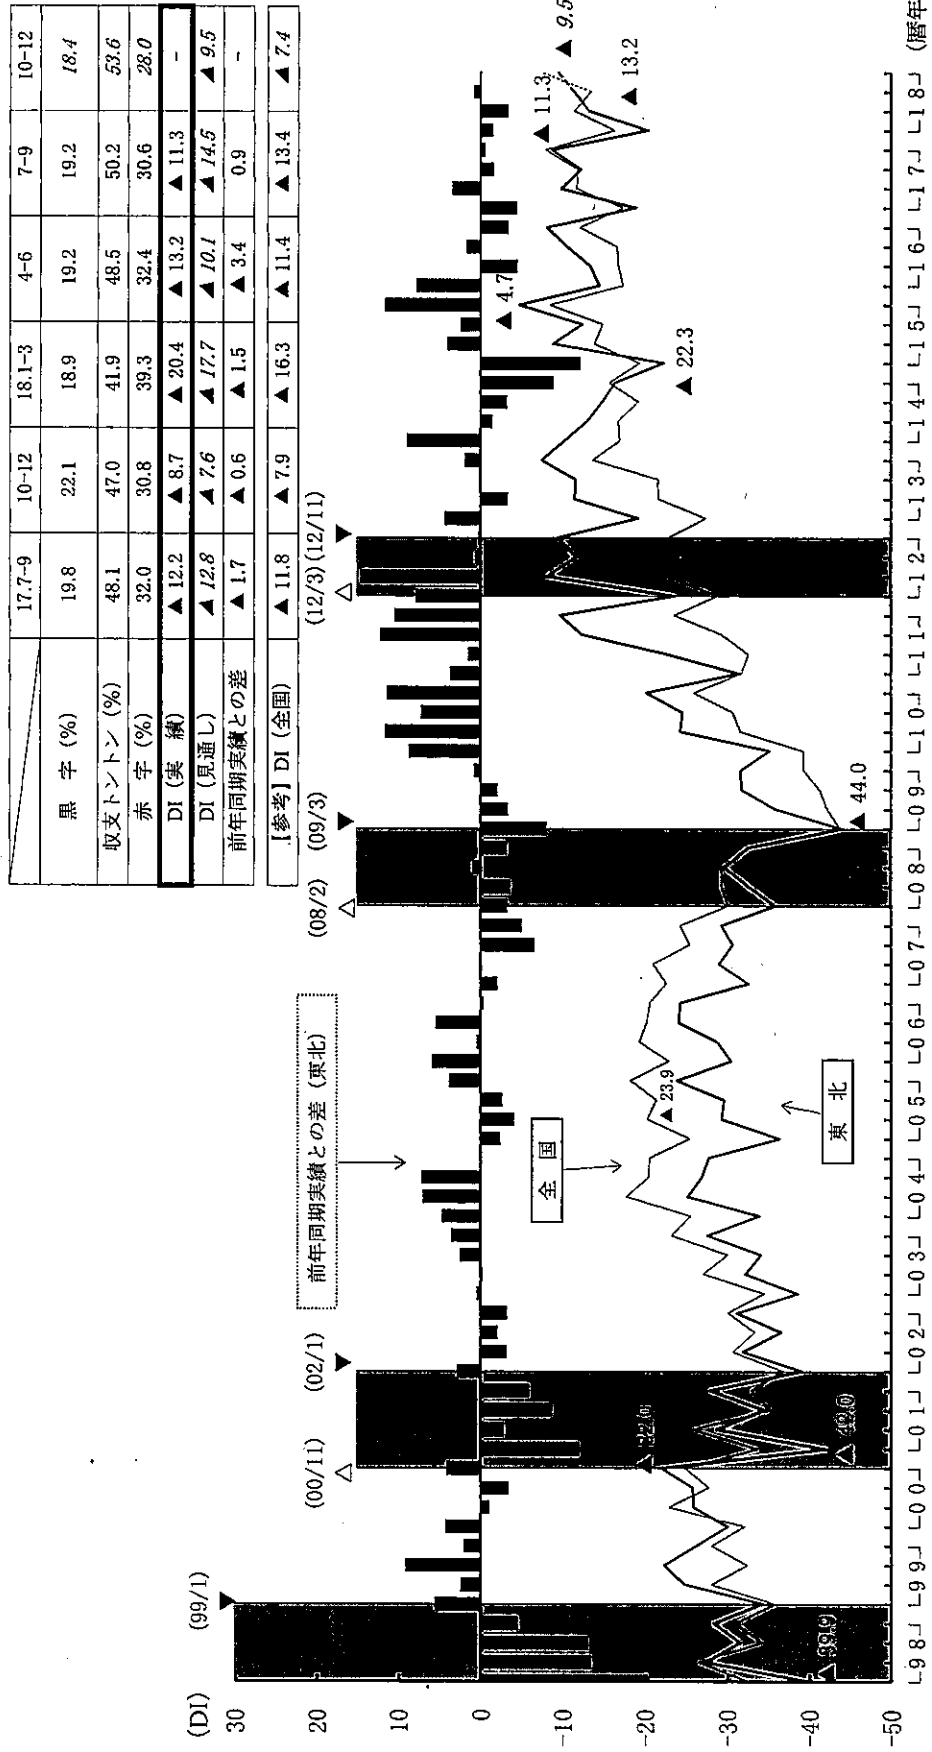 17.7-9 10-12 18.1-3 4-6 7-9 10-12
黒 字 (%) 19.8 22.1 18.9 19.2 19.2 18.4
収支トントン (%) 48.1 47.0 41.9 48.5 50.2 53.6
赤 字 (%) 32.0 30.8 39.3 32.4 30.6 28.0
DI (実 績) ▲ 12.2 ▲ 8.7 ▲ 20.4 ▲ 13.2 ▲ 11.3 -
DI (見通し) ▲ 12.8 ▲ 7.6 ▲ 17.7 ▲ 10.1 ▲ 14.5 ▲ 9.5
前年同期実績との差 ▲ 1.7 ▲ 0.6 ▲ 1.5 ▲ 3.4 0.9 -
【参考】DI (全国) ▲ 11.8 ▲ 7.9 ▲ 16.3 ▲ 11.4 ▲ 13.4 ▲ 7.4
(DI)
(99/1) (00/11) (02/1) (08/2) (09/3) (12/3) (12/11)
△ ▼ △ ▼ △ ▼
▼
前年同期実績との差 (東北)
30
20
10
0
-10
-20
-30
-40
-50
全 国
東 北
▲ 39.9
▲ 23.9
▲ 44.0
▲ 22.3
▲ 4.7
▲ 11.3
▲ 9.5
▲ 13.2
└98┘└99┘└00┘└01┘└02┘└03┘└04┘└05┘└06┘└07┘└08┘└09┘└10┘└11┘└12┘└13┘└14┘└15┘└16┘└17┘└18┘
(暦年